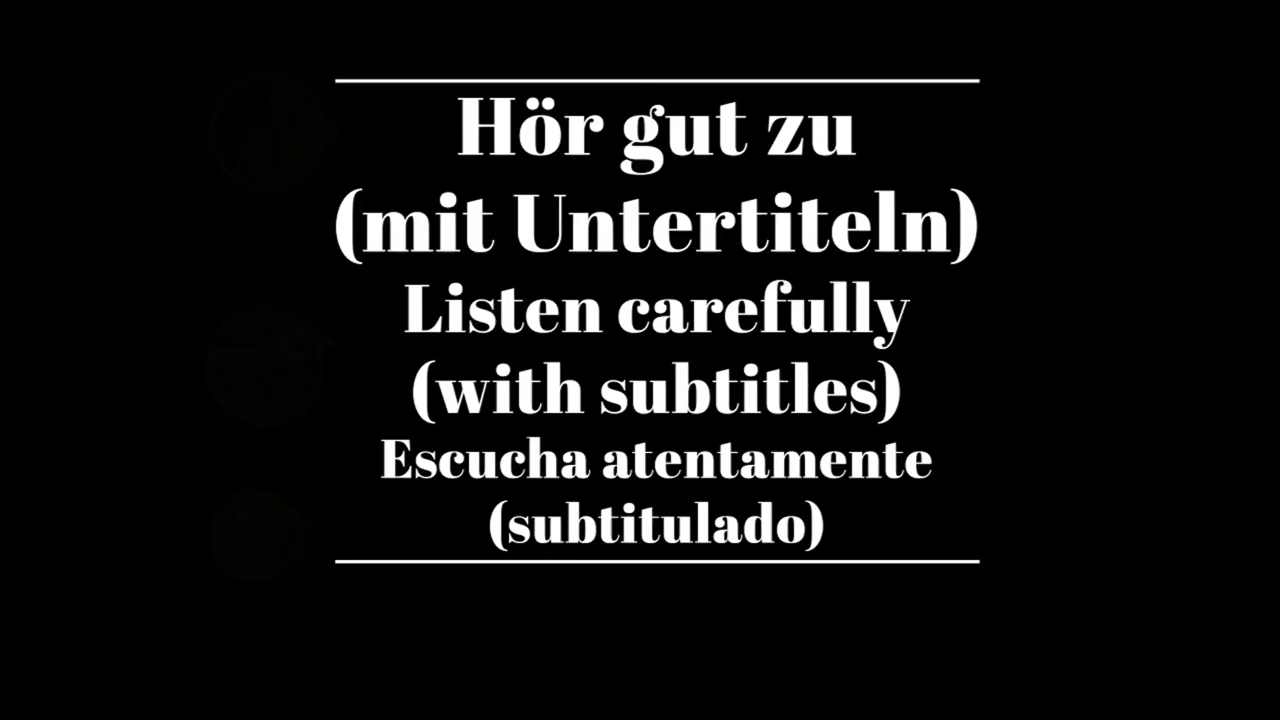 Hör gut zu
(mit Untertiteln)
Listen carefully
(with subtitles)
Escucha atentamente
(subtitulado)